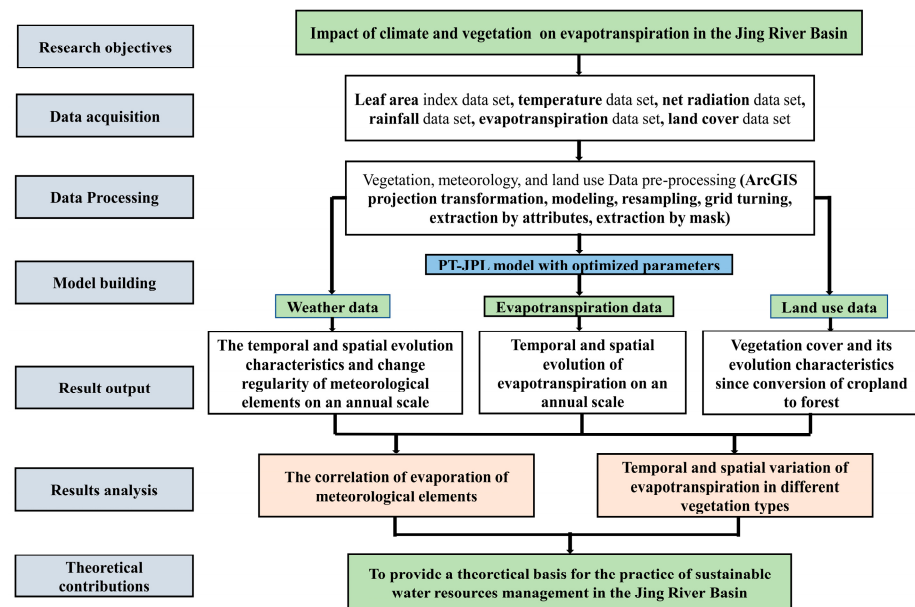 Research objectives
Impact of climate and vegetation on evapotranspiration in the Jing River Basin
Data acquisition
Leaf area index data set, temperature data set, net radiation data set,
rainfall data set, evapotranspiration data set, land cover data set
Data Processing
Vegetation, meteorology, and land use Data pre-processing (ArcGIS
projection transformation, modeling, resampling, grid turning,
extraction by attributes, extraction by mask)
Model building
PT-JPL model with optimized parameters
Weather data
Evapotranspiration data
Land use data
Result output
The temporal and spatial evolution
characteristics and change
regularity of meteorological
elements on an annual scale
Temporal and spatial
evolution of
evapotranspiration on an
annual scale
Vegetation cover and its
evolution characteristics
since conversion of cropland
to forest
Results analysis
The correlation of evaporation of
meteorological elements
Temporal and spatial variation of
evapotranspiration in different
vegetation types
Theoretical
contributions
To provide a theoretical basis for the practice of sustainable
water resources management in the Jing River Basin